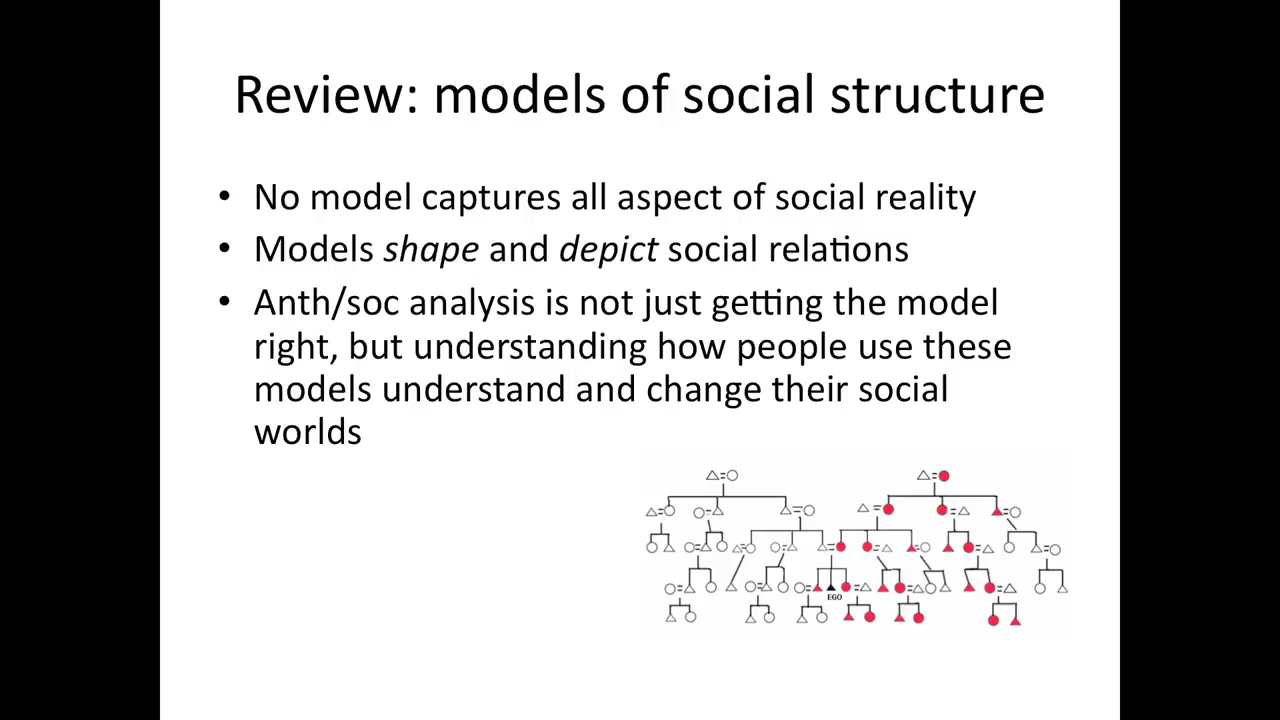 Review: models of social structure
• No model captures all aspect of social reality
• Models shape and depict social relations
• Anth/soc analysis is not just getting the model
right, but understanding how people use these
models understand and change their social
worlds
EGO